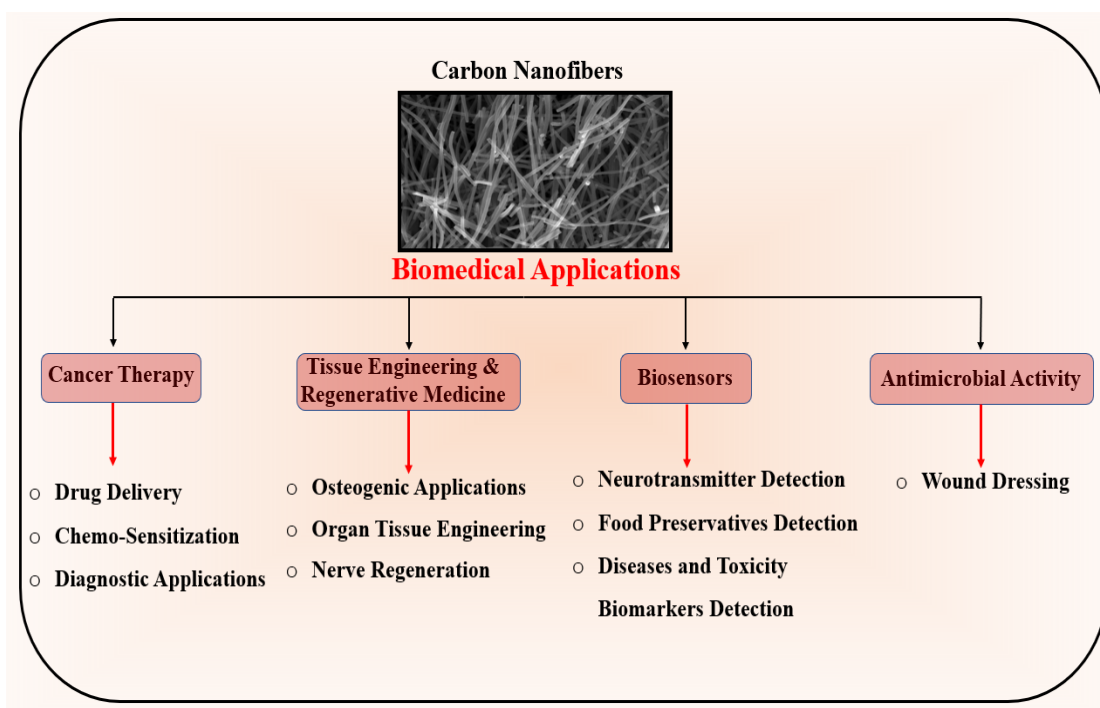 Carbon Nanofibers
Biomedical Applications
Cancer Therapy
Drug Delivery
Chemo-Sensitization
Diagnostic Applications
Tissue Engineering &
Regenerative Medicine
Osteogenic Applications
Organ Tissue Engineering
Nerve Regeneration
Biosensors
Neurotransmitter Detection
Food Preservatives Detection
Diseases and Toxicity
Biomarkers Detection
Antimicrobial Activity
Wound Dressing